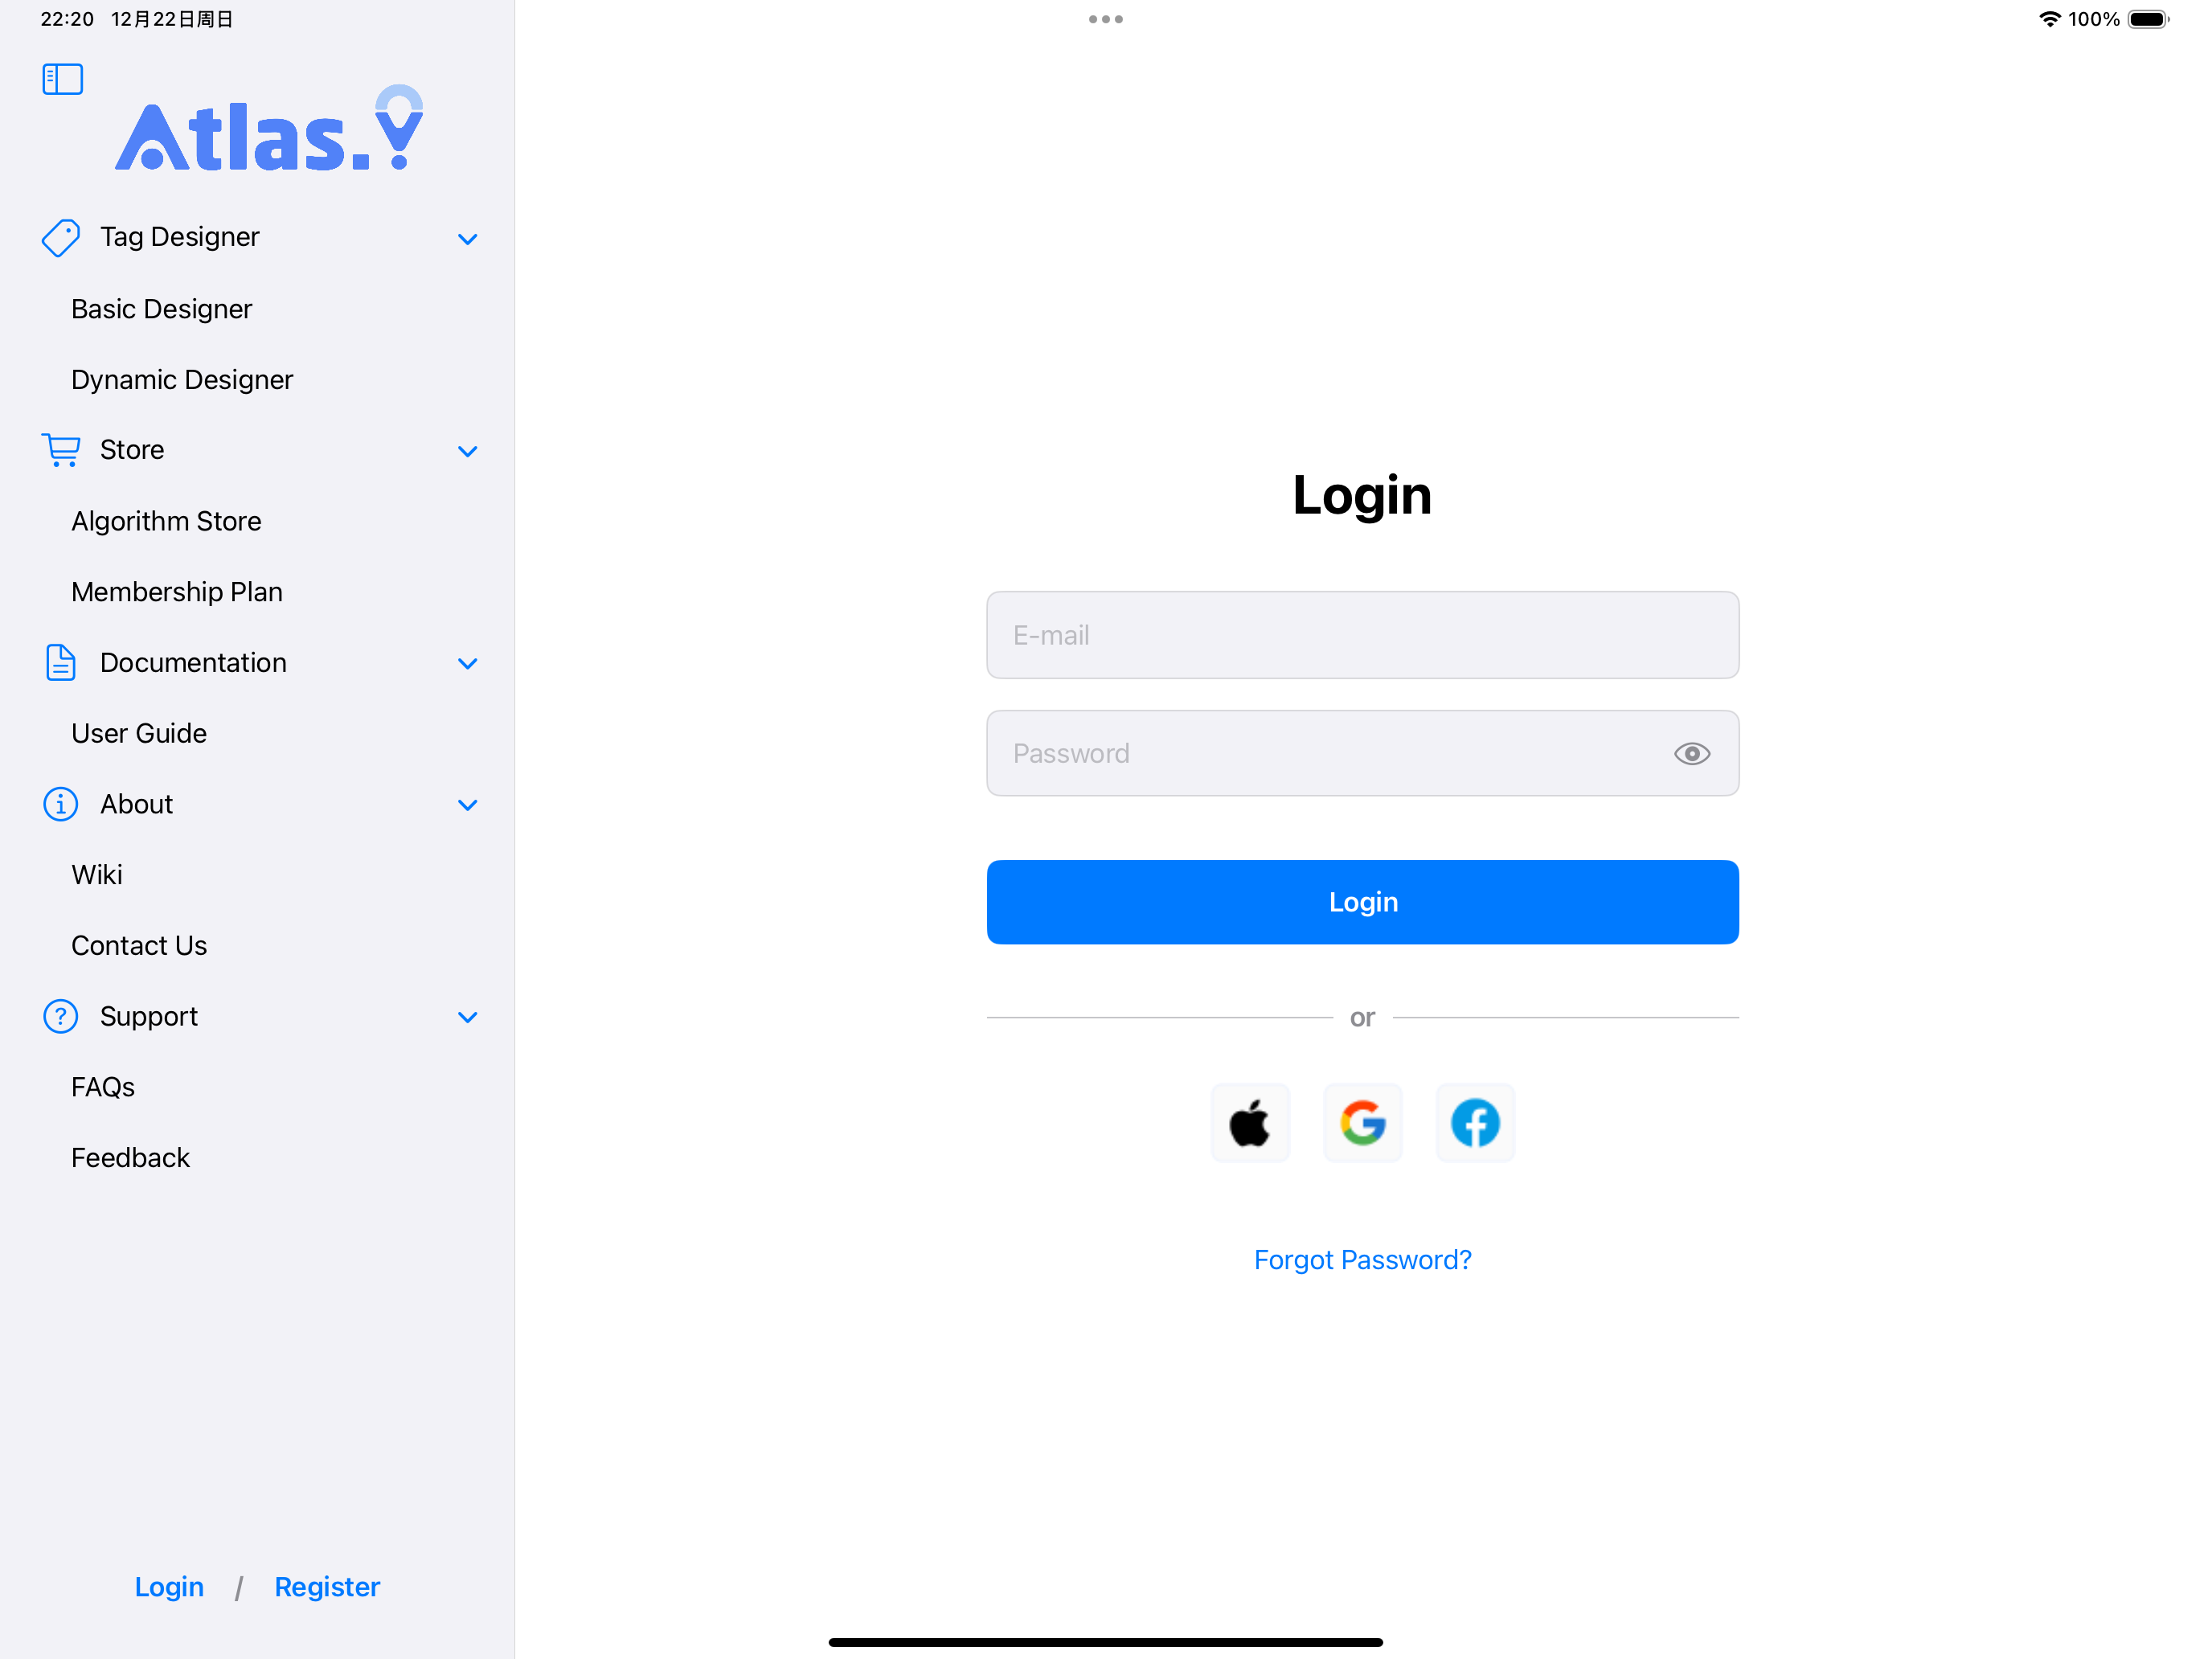 22:20 12月22日周日
100%
Atlas.
Tag Designer
Basic Designer
Dynamic Designer
Store
Algorithm Store
Membership Plan
Documentation
User Guide
About
Wiki
Contact Us
Support
FAQs
Feedback
Login / Register
Login
E-mail
Password
Login
or
Forgot Password?